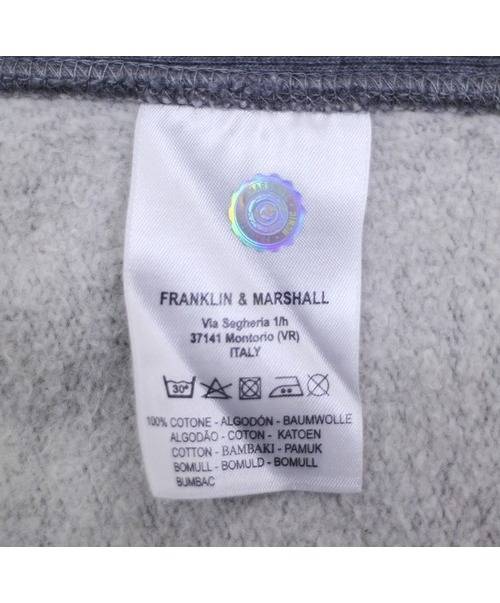 FRANKLIN & MARSHALL
Via Segheria 1/h
37141 Montorio (VR)
ITALY
30°
100% COTONE - ALGODÓN - BAUMWOLLE
ALGODÃO - COTON - KATOEN
COTTON - BAMBAKI - PAMUK
BOMULL - BOMULD - BOMULL
BUMBAC